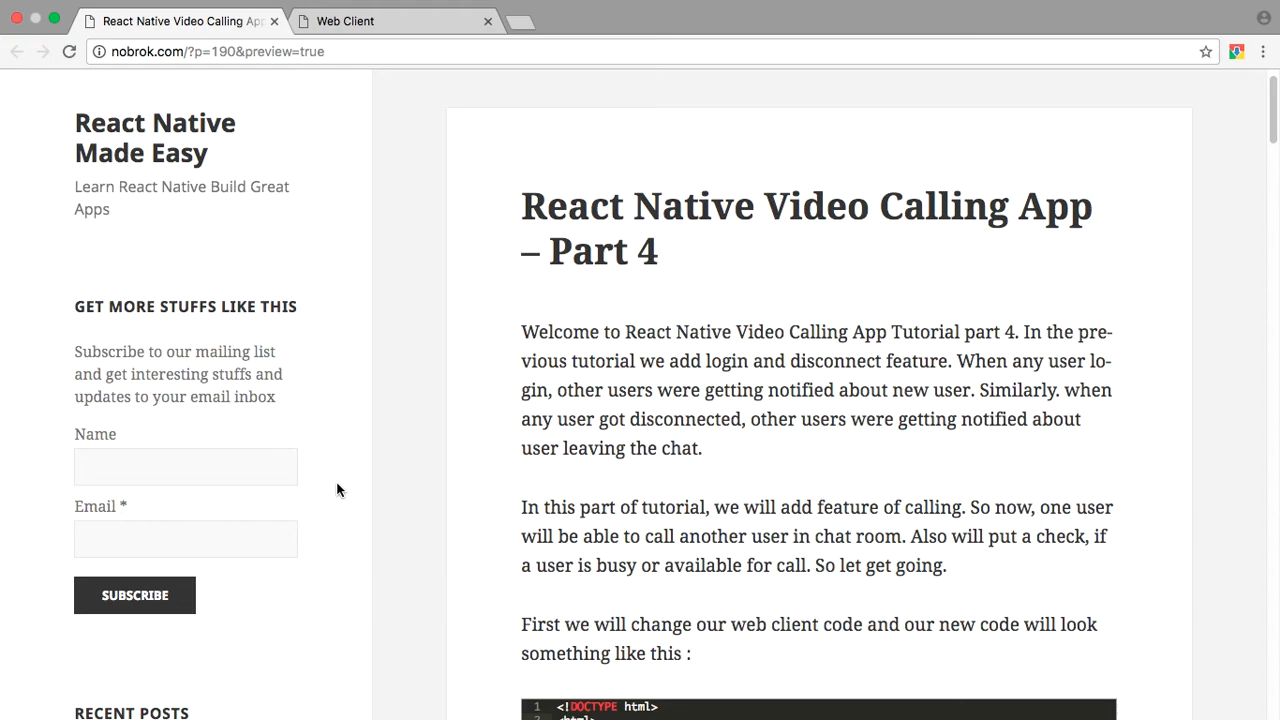 React Native Video Calling App
Web Client
nobrok.com/?p=190&preview=true
React Native
Made Easy
Learn React Native Build Great
Apps
GET MORE STUFFS LIKE THIS
Subscribe to our mailing list
and get interesting stuffs and
updates to your email inbox
Name
Email *
SUBSCRIBE
RECENT POSTS
React Native Video Calling App
– Part 4
Welcome to React Native Video Calling App Tutorial part 4. In the pre-
vious tutorial we add login and disconnect feature. When any user lo-
gin, other users were getting notified about new user. Similarly. when
any user got disconnected, other users were getting notified about
user leaving the chat.
In this part of tutorial, we will add feature of calling. So now, one user
will be able to call another user in chat room. Also will put a check, if
a user is busy or available for call. So let get going.
First we will change our web client code and our new code will look
something like this :
1 <!DOCTYPE html>
2 <html>